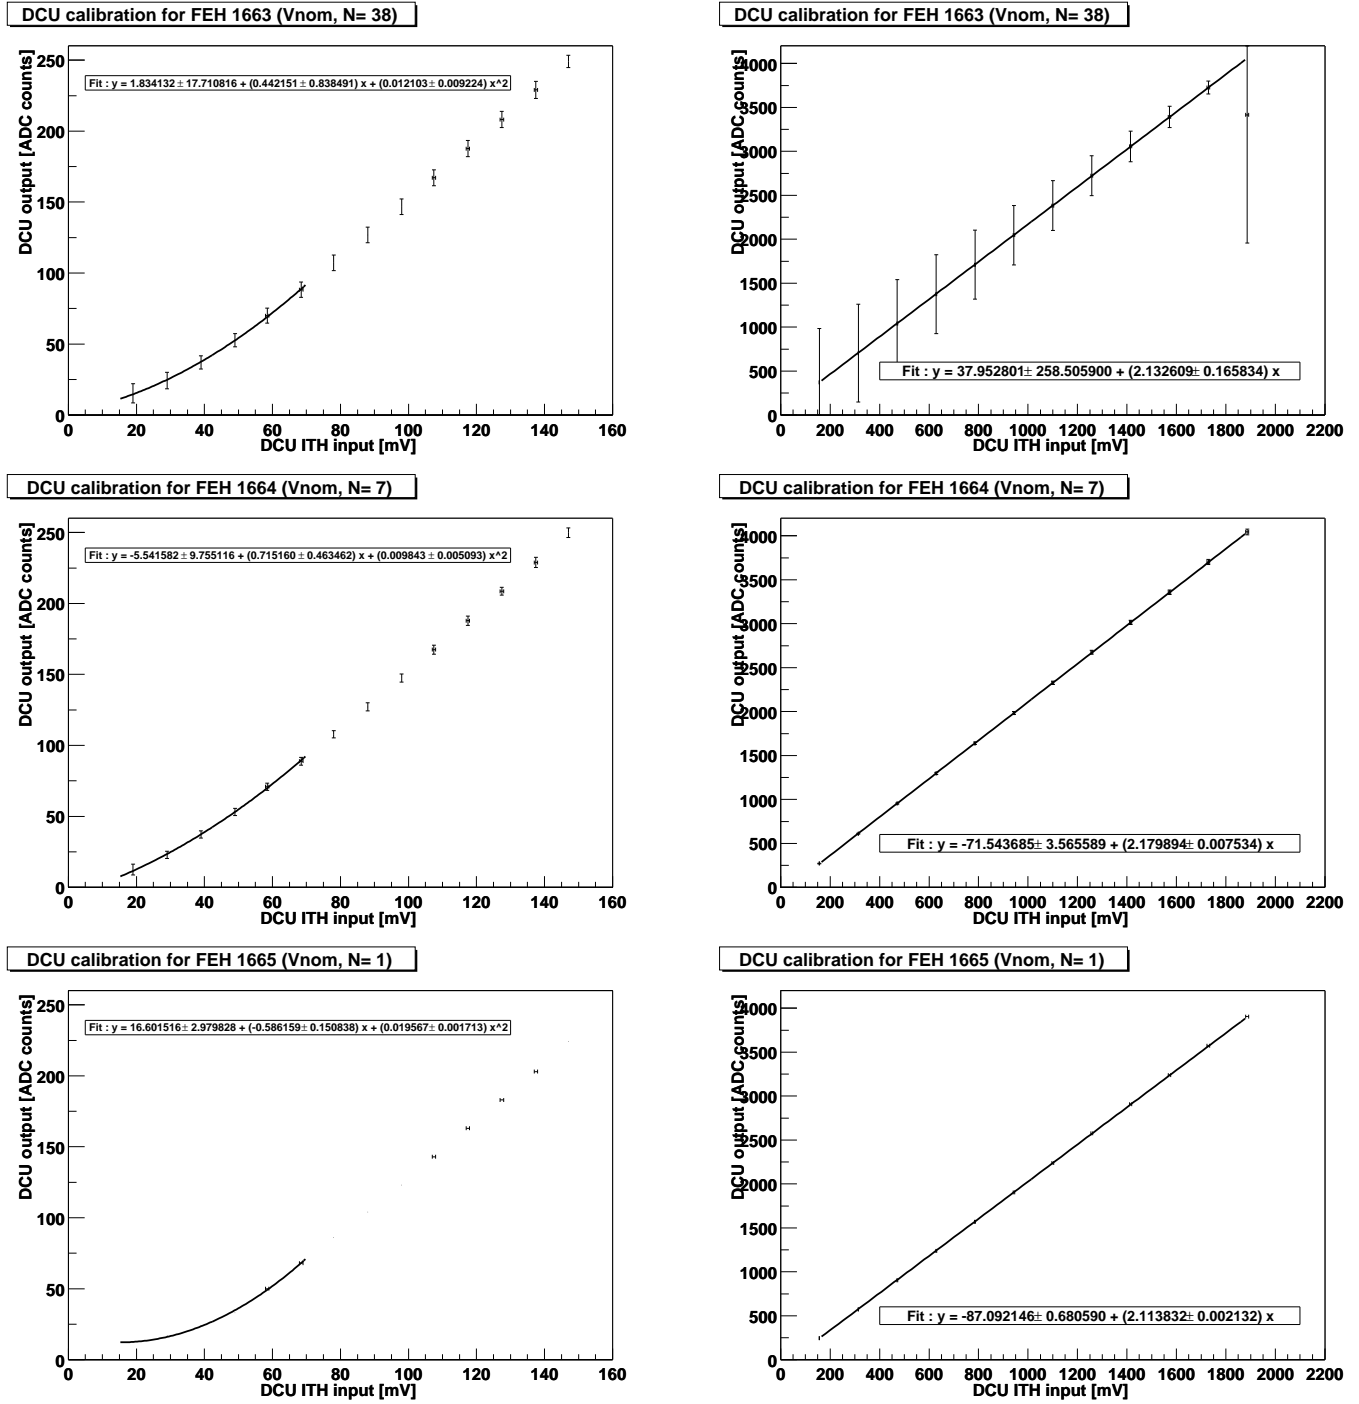 DCU calibration for FEH 1663 (Vnom, N= 38)
DCU output [ADC counts]
250
200
150
100
50
0
Fit : y = 1.834132 ± 17.710816 + (0.442151 ± 0.838491) x + (0.012103 ± 0.009224) x^2
0 20 40 60 80 100 120 140 160
DCU ITH input [mV]
DCU calibration for FEH 1663 (Vnom, N= 38)
DCU output [ADC counts]
4000
3500
3000
2500
2000
1500
1000
500
0
Fit : y = 37.952801± 258.505900 + (2.132609± 0.165834) x
0 200 400 600 800 1000 1200 1400 1600 1800 2000 2200
DCU ITH input [mV]
DCU calibration for FEH 1664 (Vnom, N= 7)
DCU output [ADC counts]
250
200
150
100
50
0
Fit : y = -5.541582 ± 9.755116 + (0.715160 ± 0.463462) x + (0.009843 ± 0.005093) x^2
0 20 40 60 80 100 120 140 160
DCU ITH input [mV]
DCU calibration for FEH 1664 (Vnom, N= 7)
DCU output [ADC counts]
4000
3500
3000
2500
2000
1500
1000
500
0
Fit : y = -71.543685± 3.565589 + (2.179894± 0.007534) x
0 200 400 600 800 1000 1200 1400 1600 1800 2000 2200
DCU ITH input [mV]
DCU calibration for FEH 1665 (Vnom, N= 1)
DCU output [ADC counts]
250
200
150
100
50
0
Fit : y = 16.601516± 2.979828 + (-0.586159± 0.150838) x + (0.019567± 0.001713) x^2
0 20 40 60 80 100 120 140 160
DCU ITH input [mV]
DCU calibration for FEH 1665 (Vnom, N= 1)
DCU output [ADC counts]
4000
3500
3000
2500
2000
1500
1000
500
0
Fit : y = -87.092146± 0.680590 + (2.113832± 0.002132) x
0 200 400 600 800 1000 1200 1400 1600 1800 2000 2200
DCU ITH input [mV]